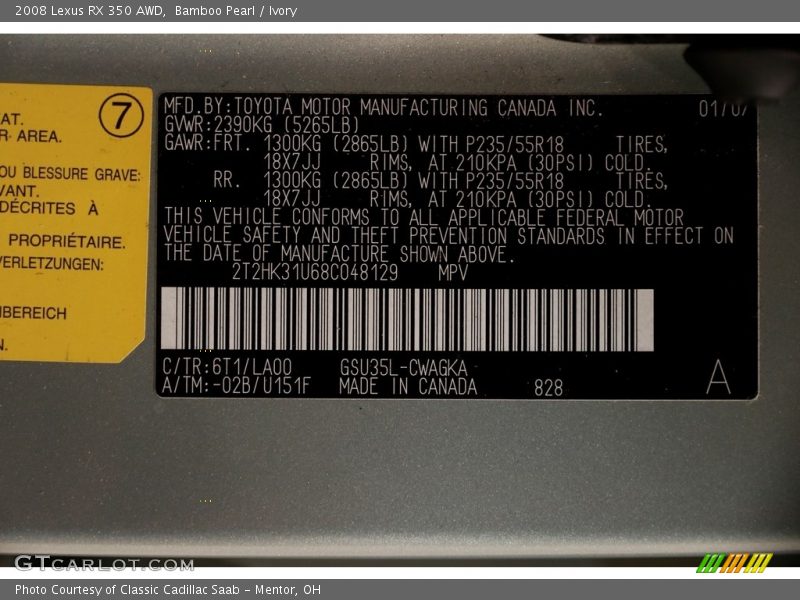 2008 Lexus RX 350 AWD, Bamboo Pearl / Ivory
7
AT.
R AREA.
OU BLESSURE GRAVE:
VANT.
DÉCRITES À
PROPRIÉTAIRE.
VERLETZUNGEN:
NBEREICH
N.
MFD.BY:TOYOTA MOTOR MANUFACTURING CANADA INC. 01/07
GVWR:2390KG (5265LB)
GAWR:FRT. 1300KG (2865LB) WITH P235/55R18 TIRES,
18X7JJ RIMS, AT 210KPA (30PSI) COLD.
RR. 1300KG (2865LB) WITH P235/55R18 TIRES,
18X7JJ RIMS, AT 210KPA (30PSI) COLD.
THIS VEHICLE CONFORMS TO ALL APPLICABLE FEDERAL MOTOR
VEHICLE SAFETY AND THEFT PREVENTION STANDARDS IN EFFECT ON
THE DATE OF MANUFACTURE SHOWN ABOVE.
2T2HK31U68C048129 MPV
C/TR:6T1/LA00 GSU35L-CWAGKA
A/TM:-02B/U151F MADE IN CANADA 828
A
GTCARLOT.COM
Photo Courtesy of Classic Cadillac Saab - Mentor, OH